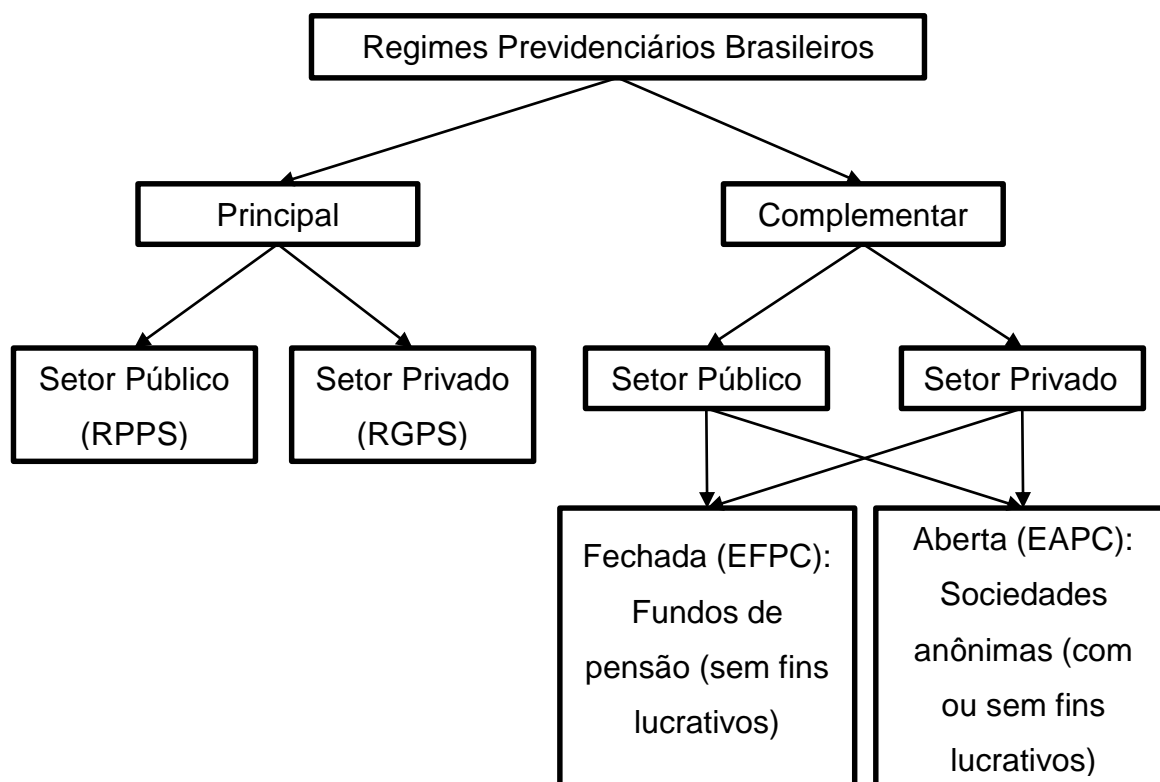 Regimes Previdenciários Brasileiros
Principal
Complementar
Setor Público
(RPPS)
Setor Privado
(RGPS)
Setor Público
Setor Privado
Fechada (EFPC):
Fundos de
pensão (sem fins
lucrativos)
Aberta (EAPC):
Sociedades
anônimas (com
ou sem fins
lucrativos)